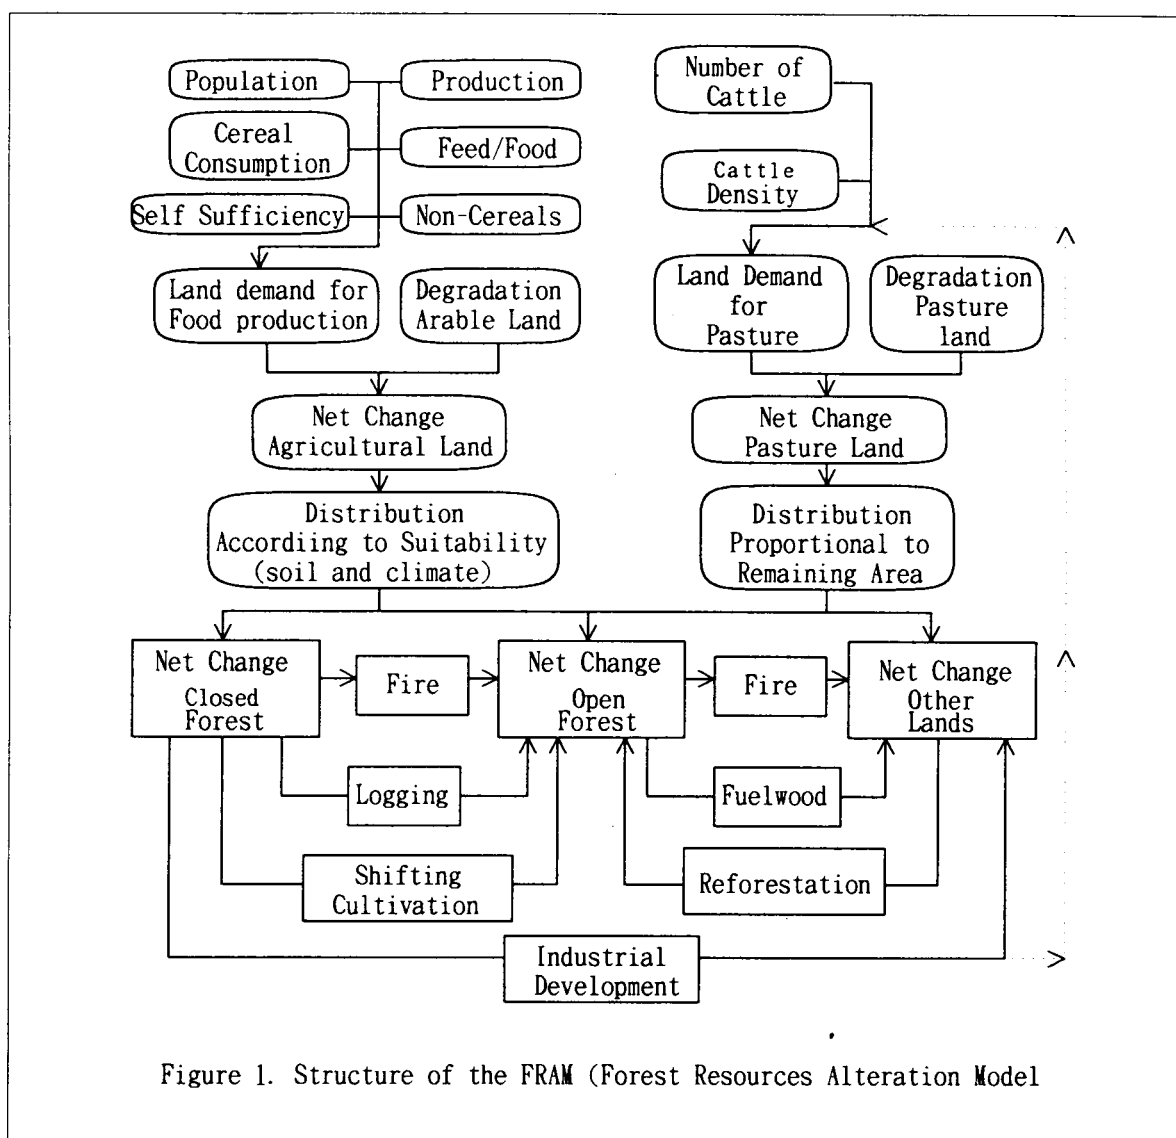 Population
Production
Cereal
Consumption
Feed/Food
Self Sufficiency
Non-Cereals
Number of
Cattle
Cattle
Density
Land demand for
Food production
Degradation
Arable Land
Land Demand
for
Pasture
Degradation
Pasture
land
Net Change
Agricultural Land
Net Change
Pasture Land
Distribution
Accordiing to Suitability
(soil and climate)
Distribution
Proportional to
Remaining Area
Net Change
Closed
Forest
Fire
Net Change
Open
Forest
Fire
Net Change
Other
Lands
Logging
Fuelwood
Shifting
Cultivation
Reforestation
Industrial
Development
Figure 1. Structure of the FRAM (Forest Resources Alteration Model